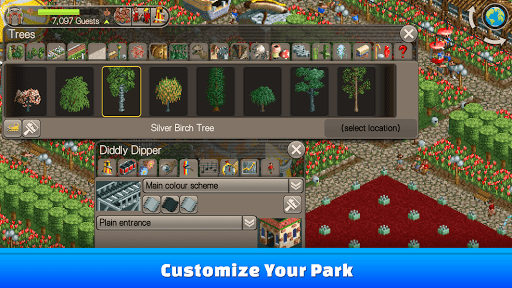 7,097 Guests
Trees
Silver Birch Tree
(select location)
Diddly Dipper
Main colour scheme
Plain entrance
Customize Your Park